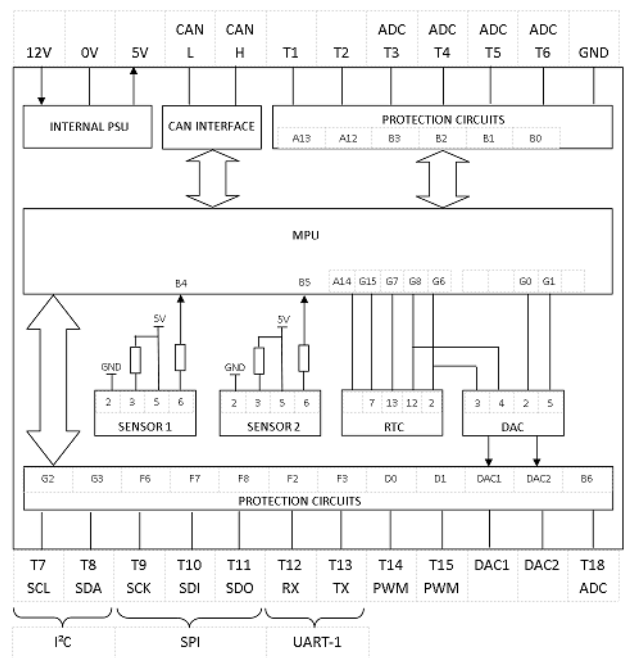 CAN CAN ADC ADC ADC ADC
12V 0V 5V L H T1 T2 T3 T4 T5 T6 GND
INTERNAL PSU CAN INTERFACE PROTECTION CIRCUITS
A13 A12 B3 B2 B1 B0
MPU
B4 B5 A14 G15 G7 G8 G6 G0 G1
5V 5V
GND GND
2 3 5 6 2 3 5 6 7 13 12 2 3 4 2 5
SENSOR 1 SENSOR 2 RTC DAC
G2 G3 F6 F7 F8 F2 F3 D0 D1 DAC1 DAC2 B6
PROTECTION CIRCUITS
T7 T8 T9 T10 T11 T12 T13 T14 T15 DAC1 DAC2 T18
SCL SDA SCK SDI SDO RX TX PWM PWM ADC
I²C SPI UART-1